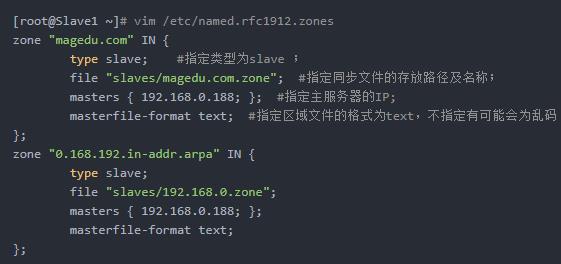 [root@Slave1 ~]# vim /etc/named.rfc1912.zones
zone "magedu.com" IN {
type slave; #指定类型为slave ；
file "slaves/magedu.com.zone"; #指定同步文件的存放路径及名称；
masters { 192.168.0.188; }; #指定主服务器的IP;
masterfile-format text; #指定区域文件的格式为text，不指定有可能会为乱码
};
zone "0.168.192.in-addr.arpa" IN {
type slave;
file "slaves/192.168.0.zone";
masters { 192.168.0.188; };
masterfile-format text;
};